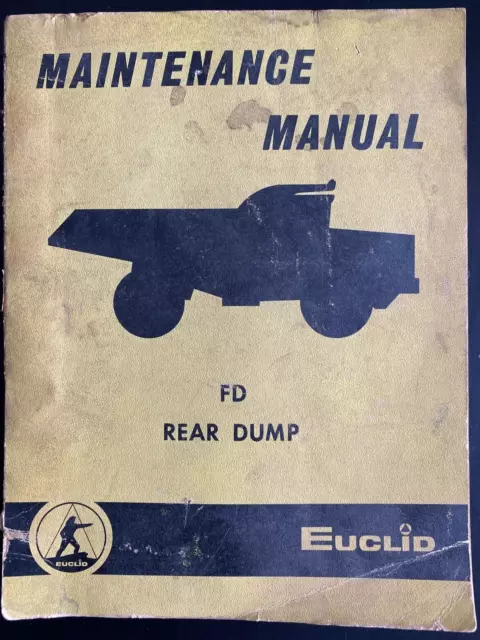 MAINTENANCE
MANUAL
FD
REAR DUMP
EUCLID
EUCLID